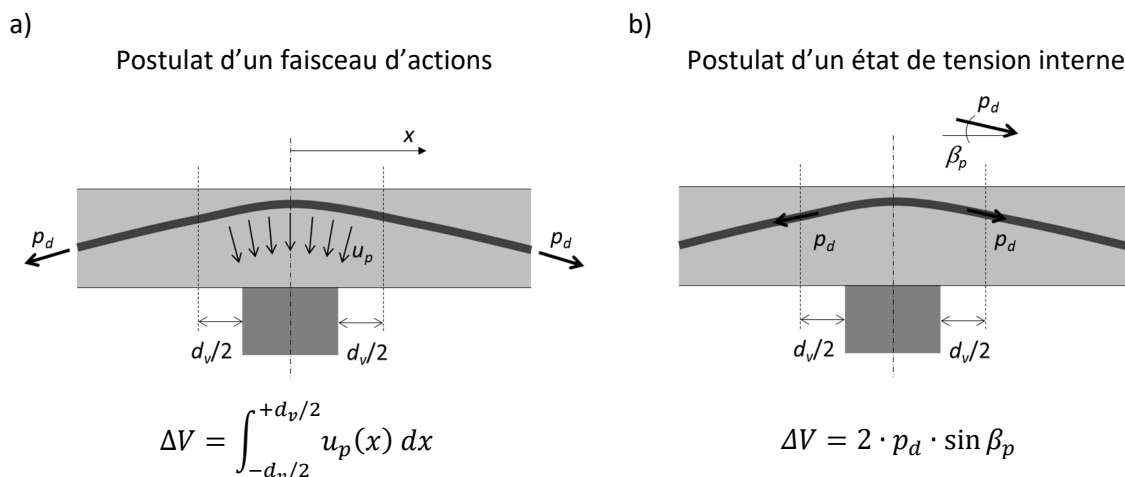 a)
Postulat d'un faisceau d'actions
x
p_d
p_d
u_p
d_v/2
d_v/2
ΔV = ∫_{-d_v/2}^{+d_v/2} u_p(x) dx
b)
Postulat d'un état de tension interne
p_d
β_p
p_d
p_d
d_v/2
d_v/2
ΔV = 2 · p_d · sin β_p